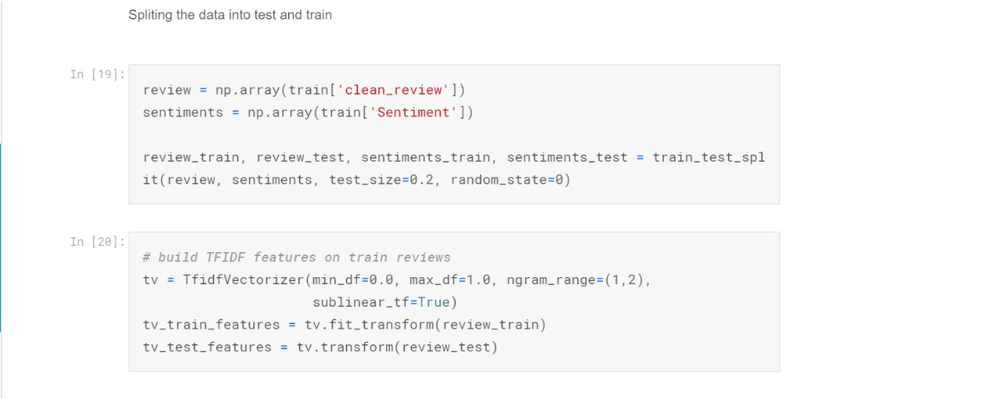 Spliting the data into test and train
In [19]:
review = np.array(train['clean_review'])
sentiments = np.array(train['Sentiment'])
review_train, review_test, sentiments_train, sentiments_test = train_test_spl
it(review, sentiments, test_size=0.2, random_state=0)
In [20]:
# build TFIDF features on train reviews
tv = TfidfVectorizer(min_df=0.0, max_df=1.0, ngram_range=(1,2),
                     sublinear_tf=True)
tv_train_features = tv.fit_transform(review_train)
tv_test_features = tv.transform(review_test)